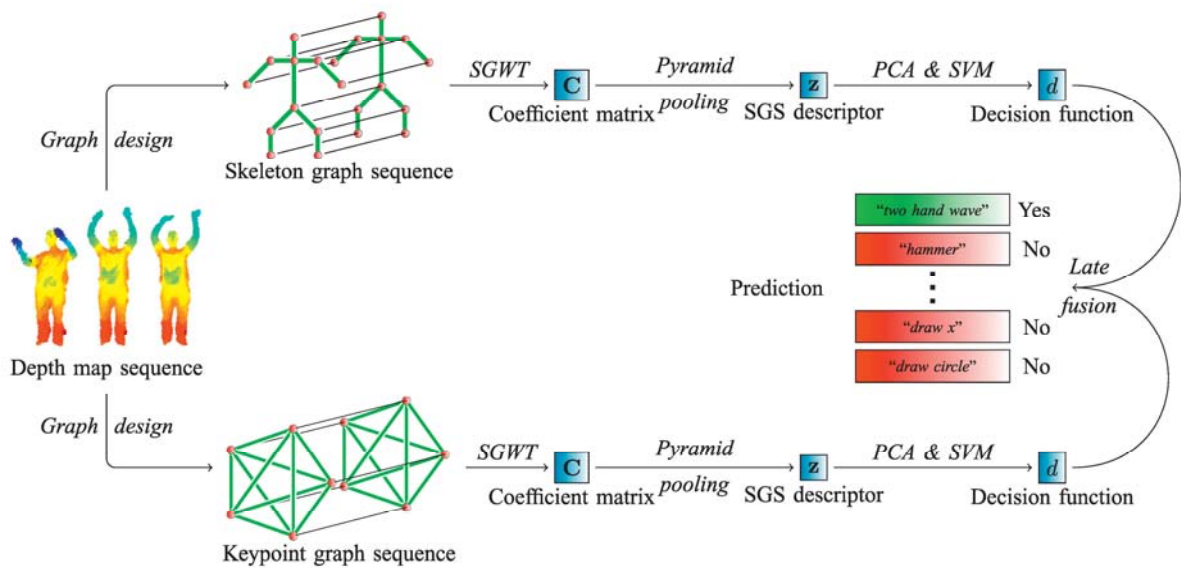 SGWT
C
Coefficient matrix
Pyramid
pooling
z
SGS descriptor
PCA & SVM
d
Decision function
Graph design
Skeleton graph sequence
"two hand wave" Yes
"hammer" No
Prediction
Late
fusion
"draw x" No
"draw circle" No
Depth map sequence
Graph design
SGWT
C
Coefficient matrix
Pyramid
pooling
z
SGS descriptor
PCA & SVM
d
Decision function
Keypoint graph sequence